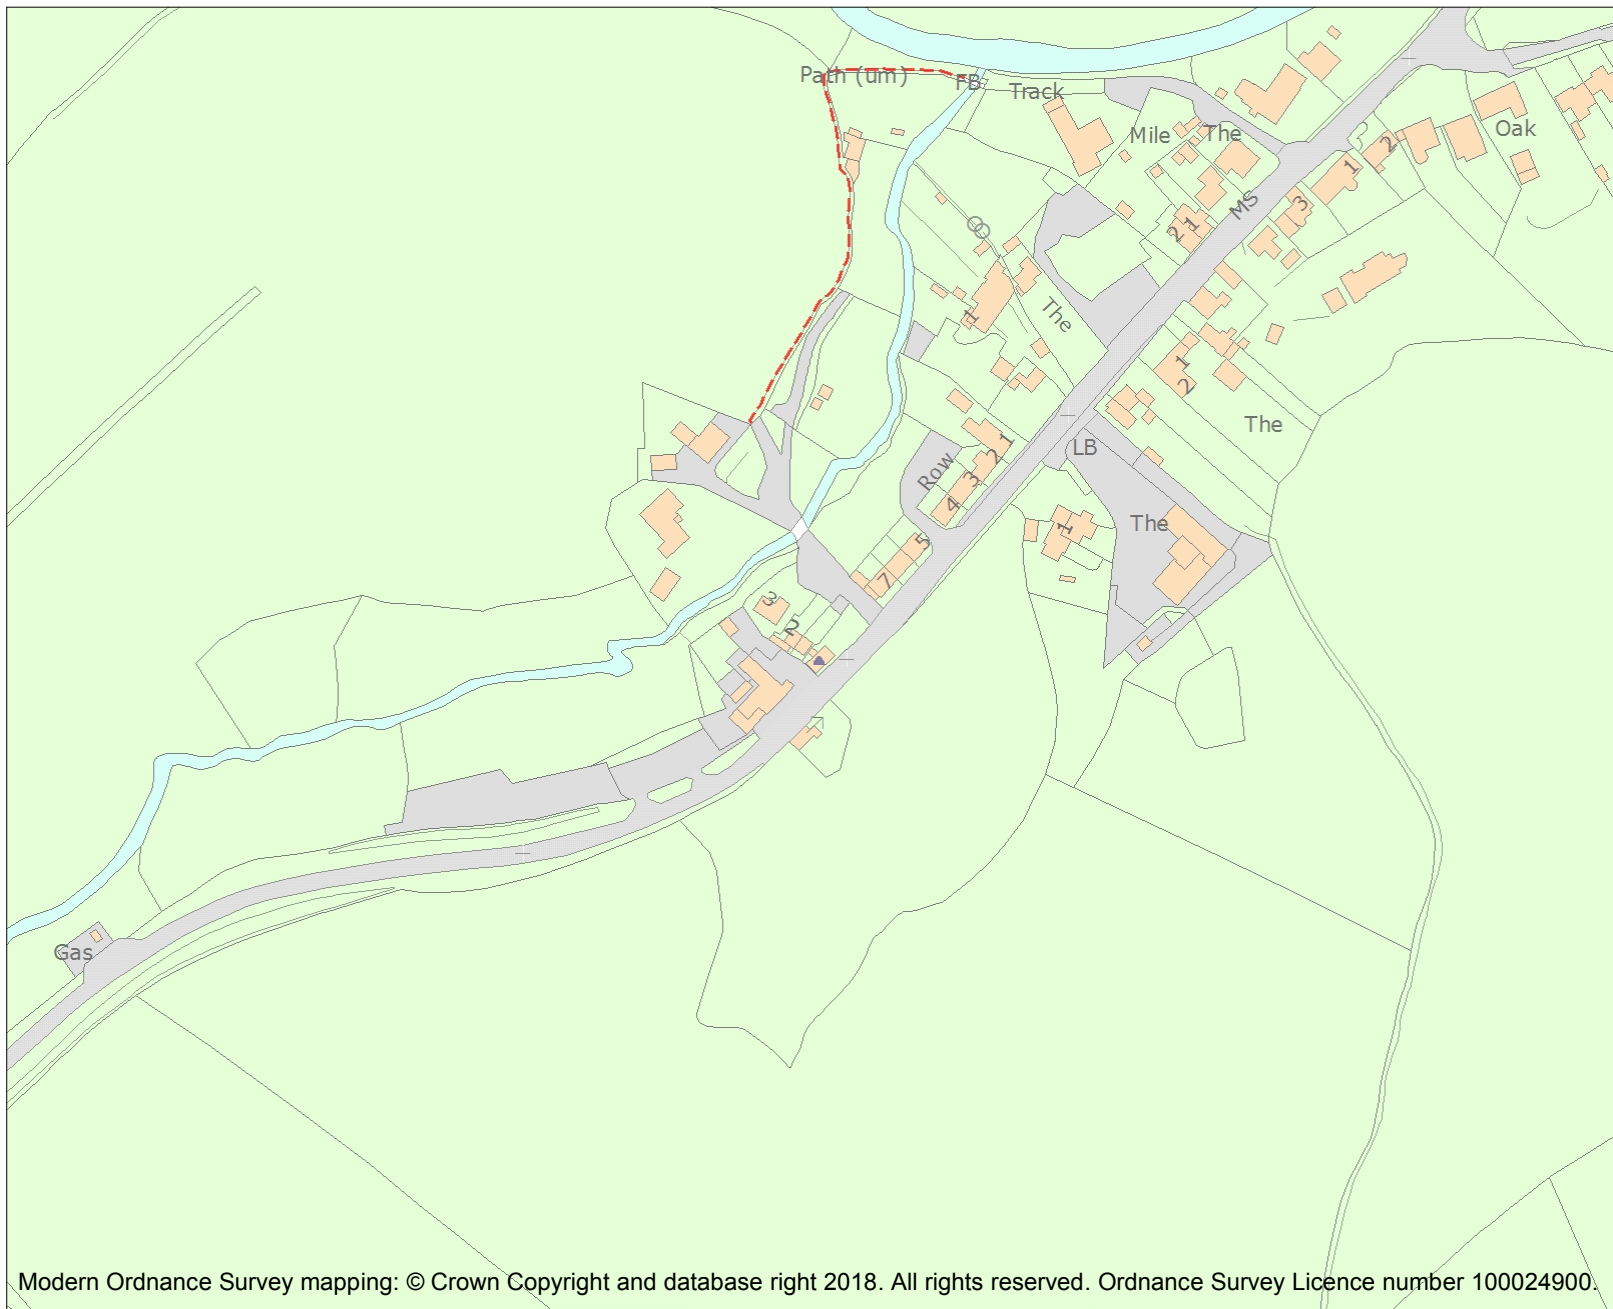 Path (um)
FB
Track
Mile
The
Oak
2
1
MS
3
1
2
1
The
1
2
The
LB
Row
1
2
3
4
The
1
5
7
3
2
Gas
Modern Ordnance Survey mapping: © Crown Copyright and database right 2018. All rights reserved. Ordnance Survey Licence number 100024900.